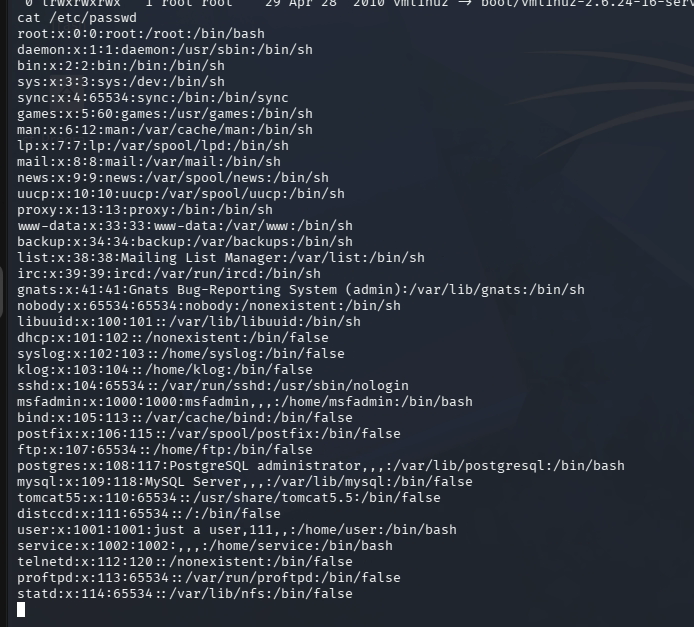 0 lrwxrwxrwx   1 root root    29 Apr 28  2010 vmlinuz → boot/vmlinuz-2.6.24-16-serv
cat /etc/passwd
root:x:0:0:root:/root:/bin/bash
daemon:x:1:1:daemon:/usr/sbin:/bin/sh
bin:x:2:2:bin:/bin:/bin/sh
sys:x:3:3:sys:/dev:/bin/sh
sync:x:4:65534:sync:/bin:/bin/sync
games:x:5:60:games:/usr/games:/bin/sh
man:x:6:12:man:/var/cache/man:/bin/sh
lp:x:7:7:lp:/var/spool/lpd:/bin/sh
mail:x:8:8:mail:/var/mail:/bin/sh
news:x:9:9:news:/var/spool/news:/bin/sh
uucp:x:10:10:uucp:/var/spool/uucp:/bin/sh
proxy:x:13:13:proxy:/bin:/bin/sh
www-data:x:33:33:www-data:/var/www:/bin/sh
backup:x:34:34:backup:/var/backups:/bin/sh
list:x:38:38:Mailing List Manager:/var/list:/bin/sh
irc:x:39:39:ircd:/var/run/ircd:/bin/sh
gnats:x:41:41:Gnats Bug-Reporting System (admin):/var/lib/gnats:/bin/sh
nobody:x:65534:65534:nobody:/nonexistent:/bin/sh
libuuid:x:100:101::/var/lib/libuuid:/bin/sh
dhcp:x:101:102::/nonexistent:/bin/false
syslog:x:102:103::/home/syslog:/bin/false
klog:x:103:104::/home/klog:/bin/false
sshd:x:104:65534::/var/run/sshd:/usr/sbin/nologin
msfadmin:x:1000:1000:msfadmin,,,:/home/msfadmin:/bin/bash
bind:x:105:113::/var/cache/bind:/bin/false
postfix:x:106:115::/var/spool/postfix:/bin/false
ftp:x:107:65534::/home/ftp:/bin/false
postgres:x:108:117:PostgreSQL administrator,,,:/var/lib/postgresql:/bin/bash
mysql:x:109:118:MySQL Server,,,:/var/lib/mysql:/bin/false
tomcat55:x:110:65534::/usr/share/tomcat5.5:/bin/false
distccd:x:111:65534::/:/bin/false
user:x:1001:1001:just a user,111,,:/home/user:/bin/bash
service:x:1002:1002:,,,:/home/service:/bin/bash
telnetd:x:112:120::/nonexistent:/bin/false
proftpd:x:113:65534::/var/run/proftpd:/bin/false
statd:x:114:65534::/var/lib/nfs:/bin/false